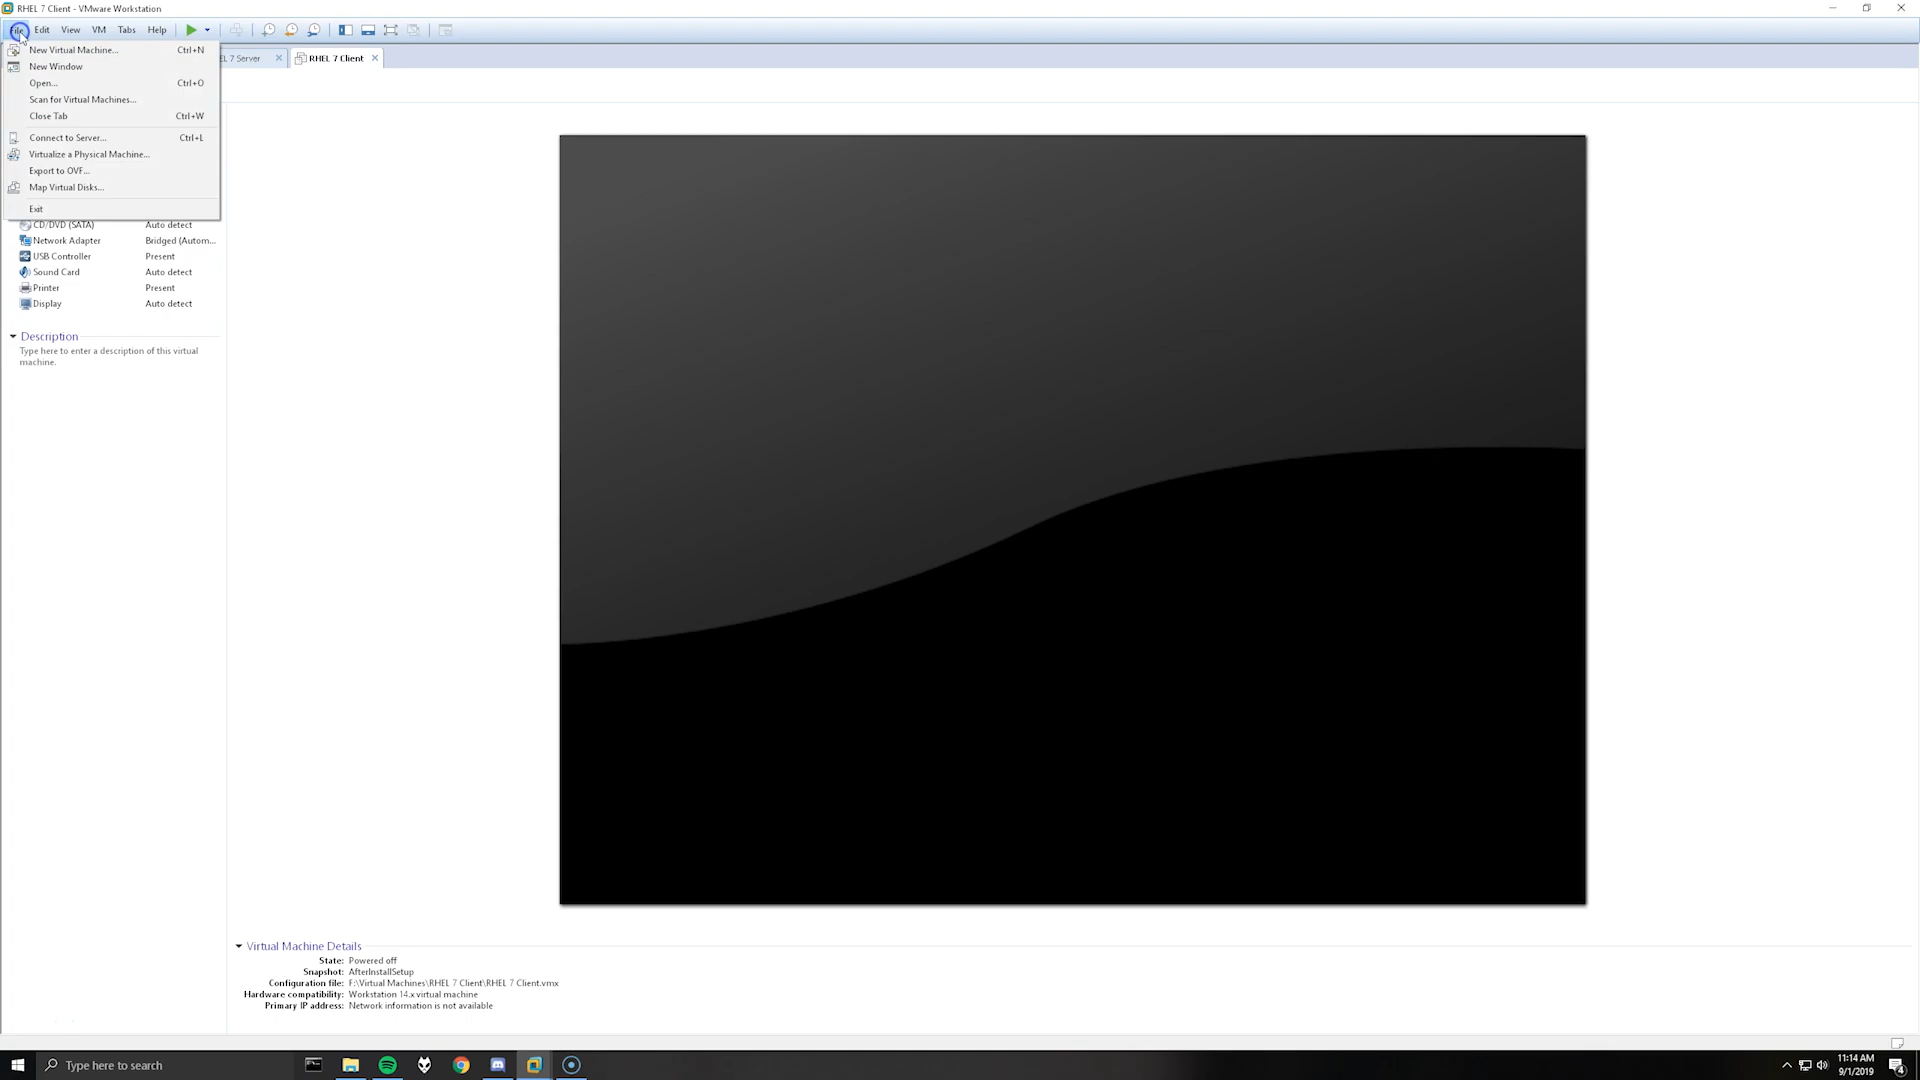 RHEL 7 Client - VMware Workstation
File Edit View VM Tabs Help
New Virtual Machine... Ctrl+N
New Window
Open... Ctrl+O
Scan for Virtual Machines...
Close Tab Ctrl+W
Connect to Server... Ctrl+L
Virtualize a Physical Machine...
Export to OVF...
Map Virtual Disks...
Exit
EL 7 Server
RHEL 7 Client
CD/DVD (SATA) Auto detect
Network Adapter Bridged (Autom...
USB Controller Present
Sound Card Auto detect
Printer Present
Display Auto detect
Description
Type here to enter a description of this virtual
machine.
Virtual Machine Details
State: Powered off
Snapshot: AfterInstallSetup
Configuration file: F:\Virtual Machines\RHEL 7 Client\RHEL 7 Client.vmx
Hardware compatibility: Workstation 14.x virtual machine
Primary IP address: Network information is not available
Type here to search
11:14 AM
9/1/2019
4